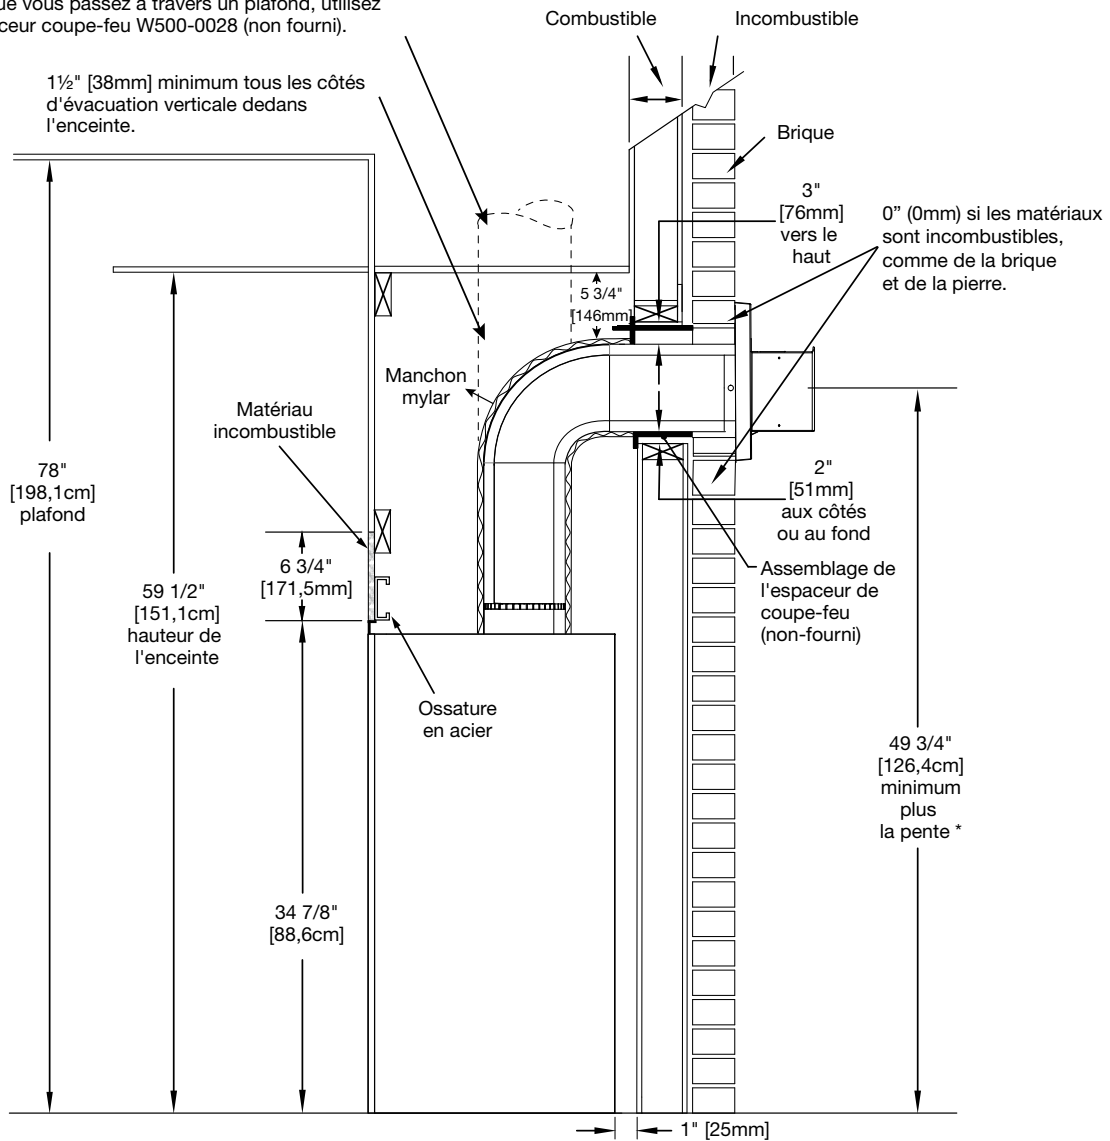 ue vous passez à travers un plafond, utilisez
ceur coupe-feu W500-0028 (non fourni).
Combustible
Incombustible
1½" [38mm] minimum tous les côtés
d'évacuation verticale dedans
l'enceinte.
Brique
3"
[76mm]
vers le
haut
0” (0mm) si les matériaux
sont incombustibles,
comme de la brique
et de la pierre.
5 3/4"
[146mm]
Manchon
mylar
Matériau
incombustible
78"
[198,1cm]
plafond
2"
[51mm]
aux côtés
ou au fond
6 3/4"
[171,5mm]
59 1/2"
[151,1cm]
hauteur de
l'enceinte
Assemblage de
l'espaceur de
coupe-feu
(non-fourni)
Ossature
en acier
49 3/4"
[126,4cm]
minimum
plus
la pente *
34 7/8"
[88,6cm]
1" [25mm]